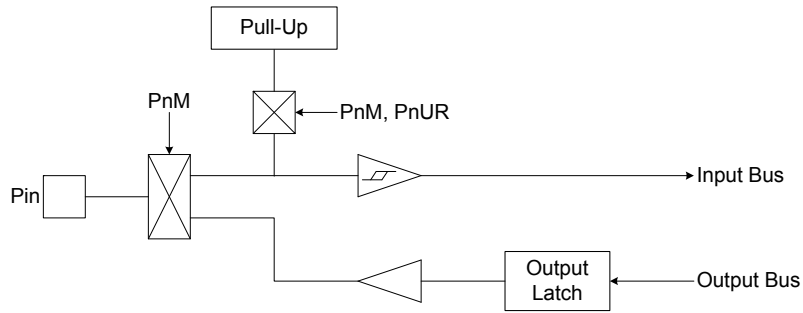 Pull-Up
PnM
PnM, PnUR
Pin
Input Bus
Output
Latch
Output Bus